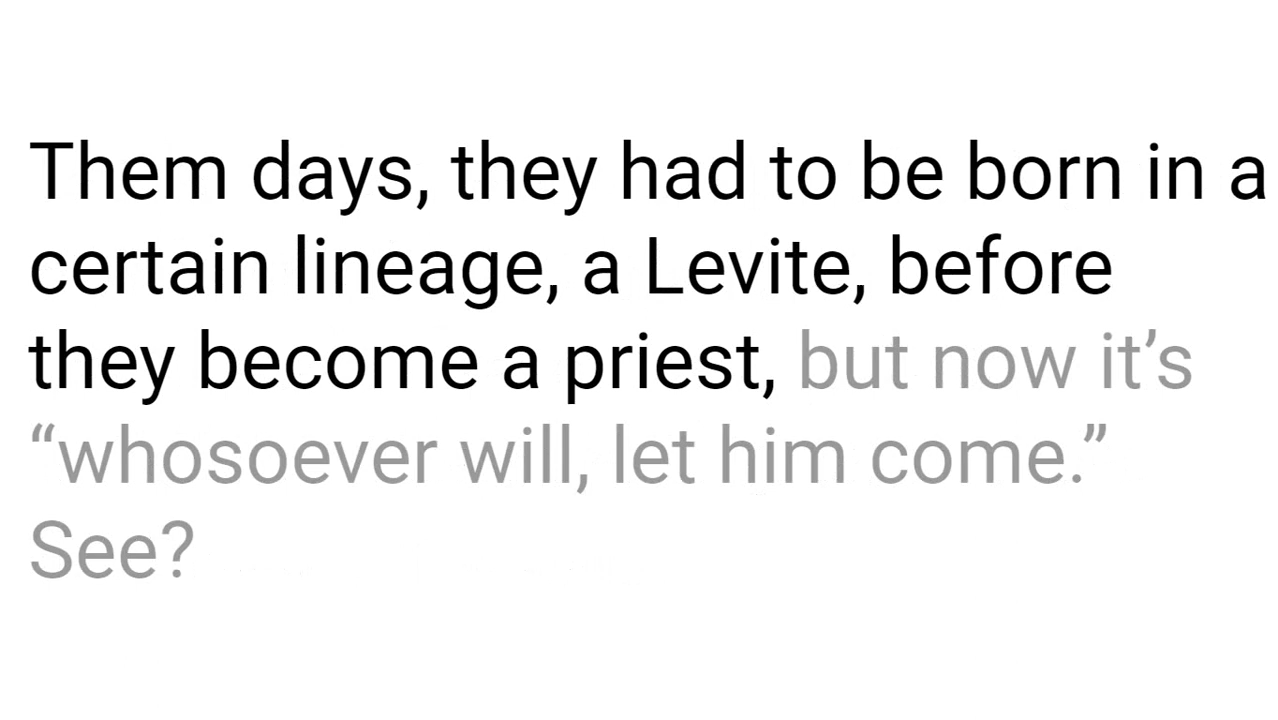 Them days, they had to be born in a
certain lineage, a Levite, before
they become a priest, but now it’s
“whosoever will, let him come.”
See?